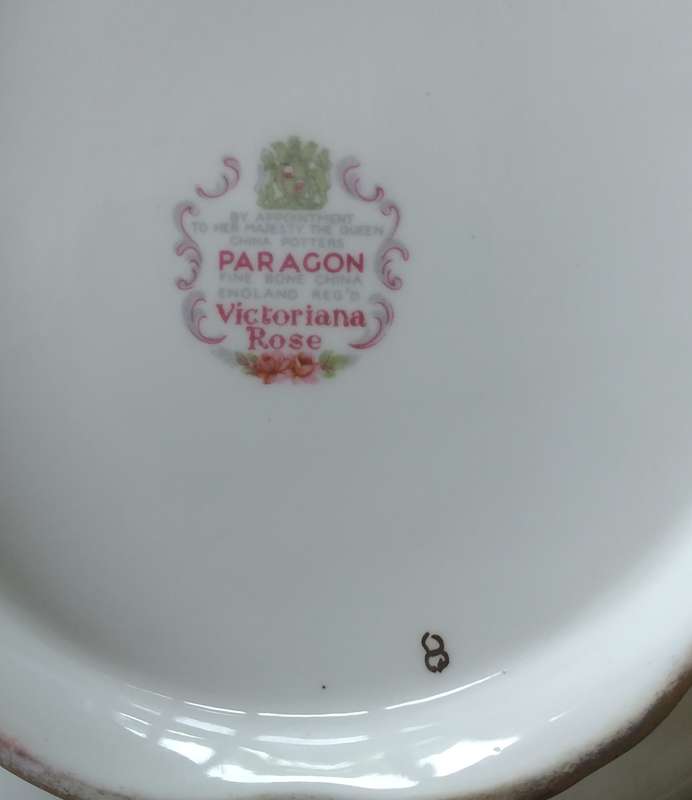 BY APPOINTMENT
TO HER MAJESTY THE QUEEN
CHINA POTTERS
PARAGON
FINE BONE CHINA
ENGLAND REG'D
Victoriana
Rose
8